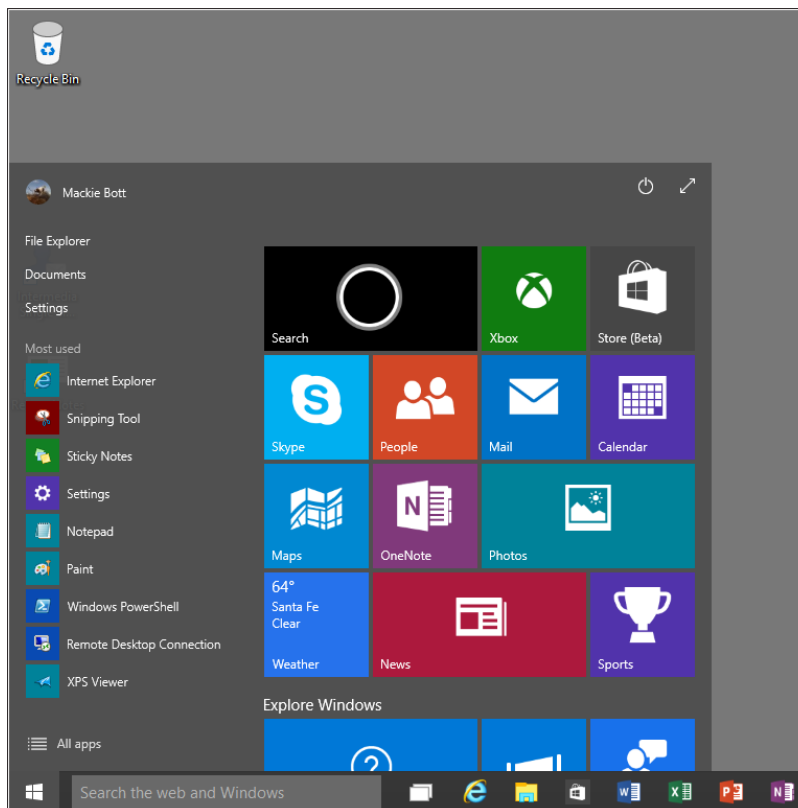 Recycle Bin
Mackie Bott
File Explorer
Documents
Settings
Most used
Internet Explorer
Snipping Tool
Sticky Notes
Settings
Notepad
Paint
Windows PowerShell
Remote Desktop Connection
XPS Viewer
All apps
Search
Xbox
Store (Beta)
Skype
People
Mail
Calendar
Maps
OneNote
Photos
64°
Santa Fe
Clear
Weather
News
Sports
Explore Windows
Search the web and Windows